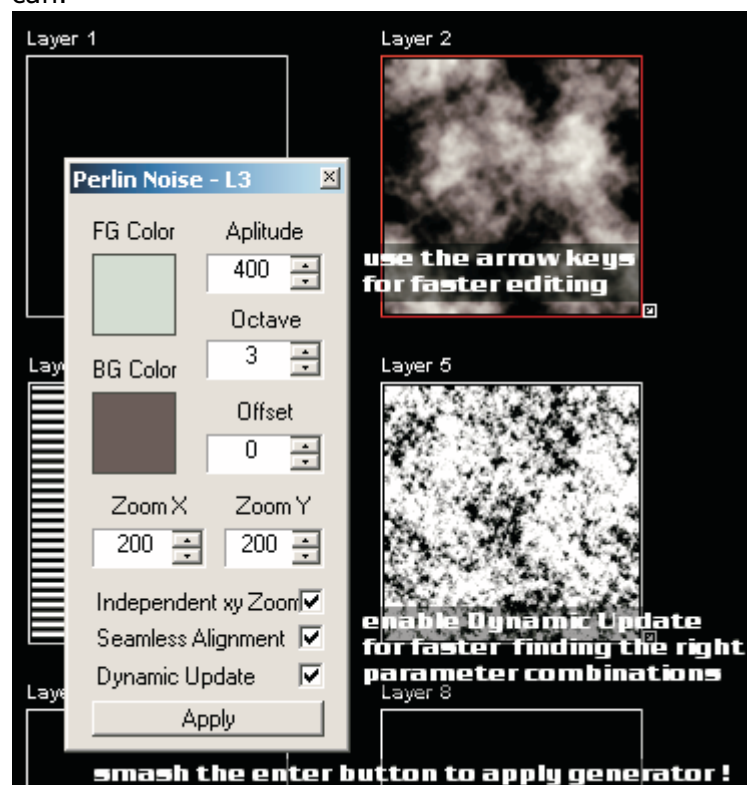 can.
Layer 1
Layer 2
Perlin Noise - L3
FG Color
Aplitude
400
use the arrow keys
for faster editing
Octave
3
Lay
BG Color
Layer 5
Offset
0
Zoom X
Zoom Y
200
200
Independent xy Zoom
Seamless Alignment
Dynamic Update
enable Dynamic Update
for faster finding the right
parameter combinations
Laye
Layer 8
Apply
smash the enter button to apply generator !